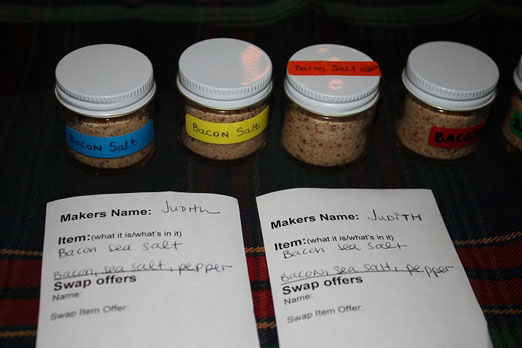 Bacon Salt
Bacon Salt
Bacon Salt
BACON
Makers Name: Judith
Item:(what it is/what's in it)
Bacon sea salt
Bacon, sea salt, pepper
Swap offers
Name:
Swap Item Offer:
Makers Name: JUDITH
Item:(what it is/what's in it)
Bacon sea salt
Bacon, sea salt, pepper
Swap offers
Name:
Swap Item Offer: